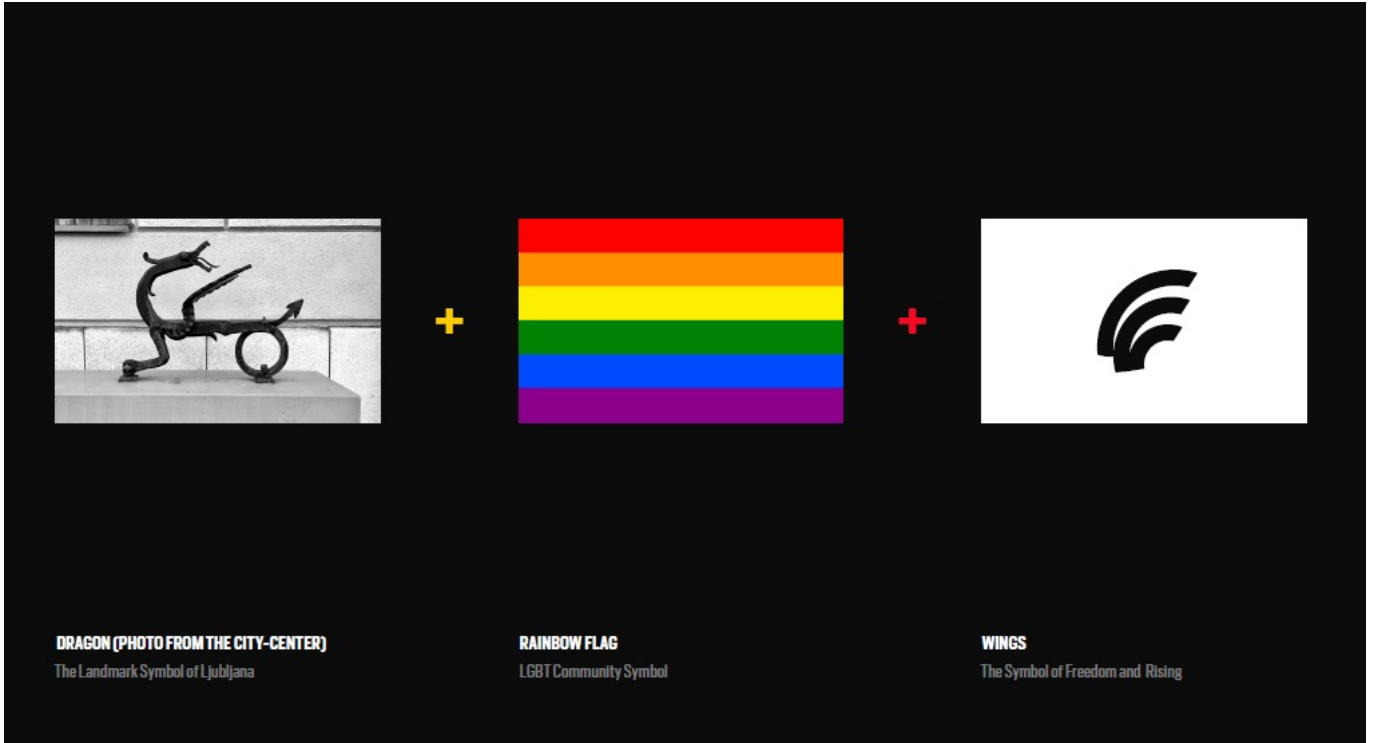 DRAGON (PHOTO FROM THE CITY-CENTER)
The Landmark Symbol of Ljubljana
RAINBOW FLAG
LGBT Community Symbol
WINGS
The Symbol of Freedom and Rising